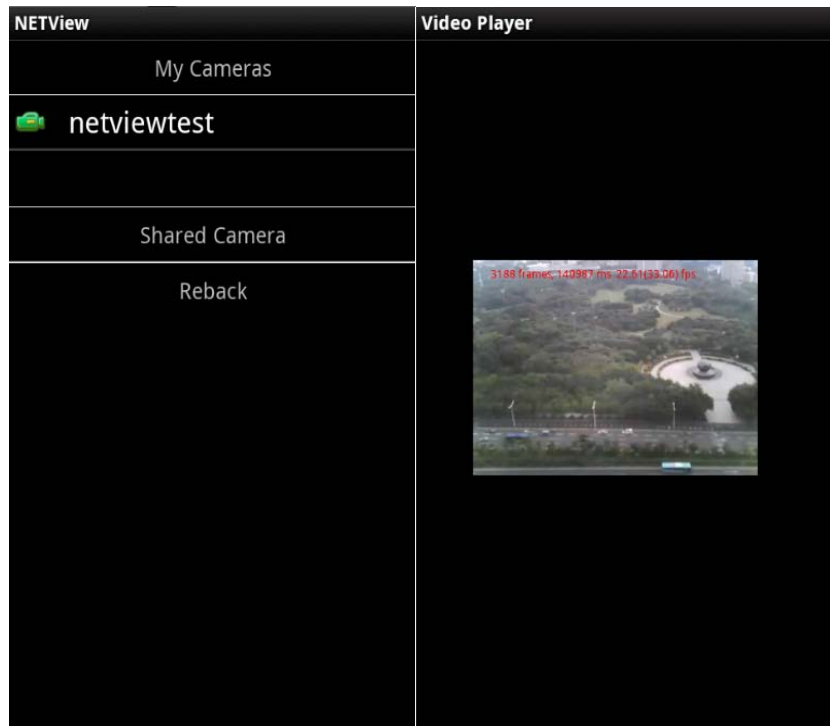 NETView
My Cameras
netviewtest
Shared Camera
Reback
Video Player
3188 frames, 140987 ms 22.61(33.06) fps